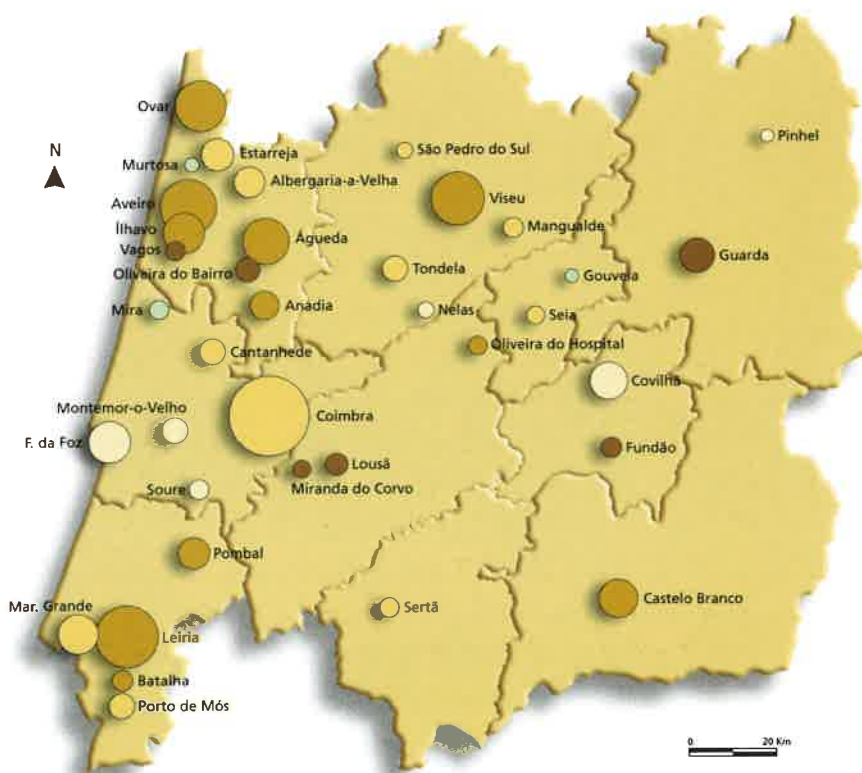 Ovar
N
Estarreja
São Pedro do Sul
Pinhel
Murtosa
Albergaria-a-Velha
Aveiro
Viseu
Ílhavo
Mangualde
Águeda
Vagos
Guarda
Oliveira do Bairro
Tondela
Gouveia
Anadia
Mira
Nelas
Seia
Cantanhede
Oliveira do Hospital
Covilhã
Montemor-o-Velho
Coimbra
F. da Foz
Fundão
Lousã
Miranda do Corvo
Soure
Pombal
Mar. Grande
Sertã
Castelo Branco
Leiria
Batalha
Porto de Mós
0 20 Km